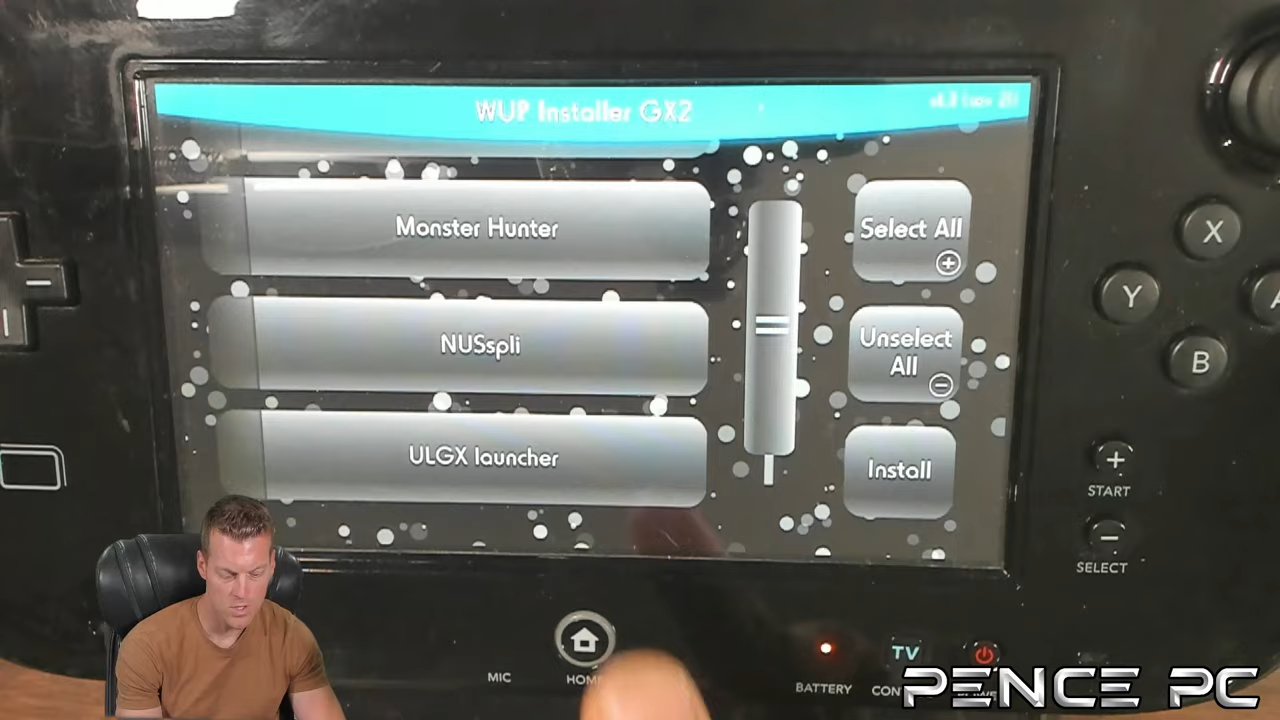 WUP Installer GX2
Monster Hunter
Select All
NUSspli
Unselect
All
ULGX launcher
Install
X
Y
B
START
SELECT
MIC
BATTERY
TV
PENCE PC